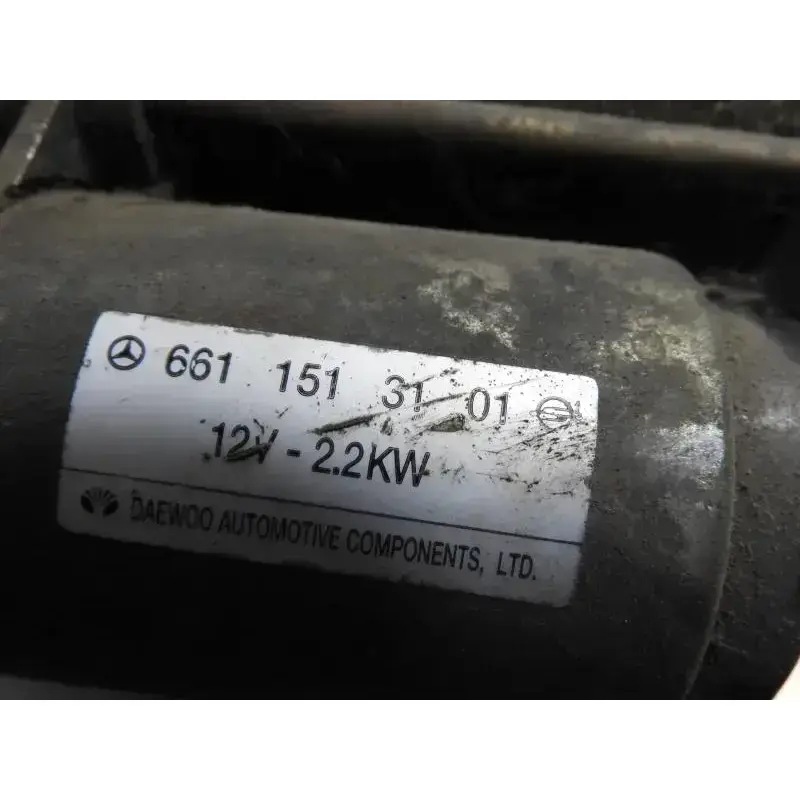 661 151 31 01
12V - 2.2KW
DAEWOO AUTOMOTIVE COMPONENTS, LTD.